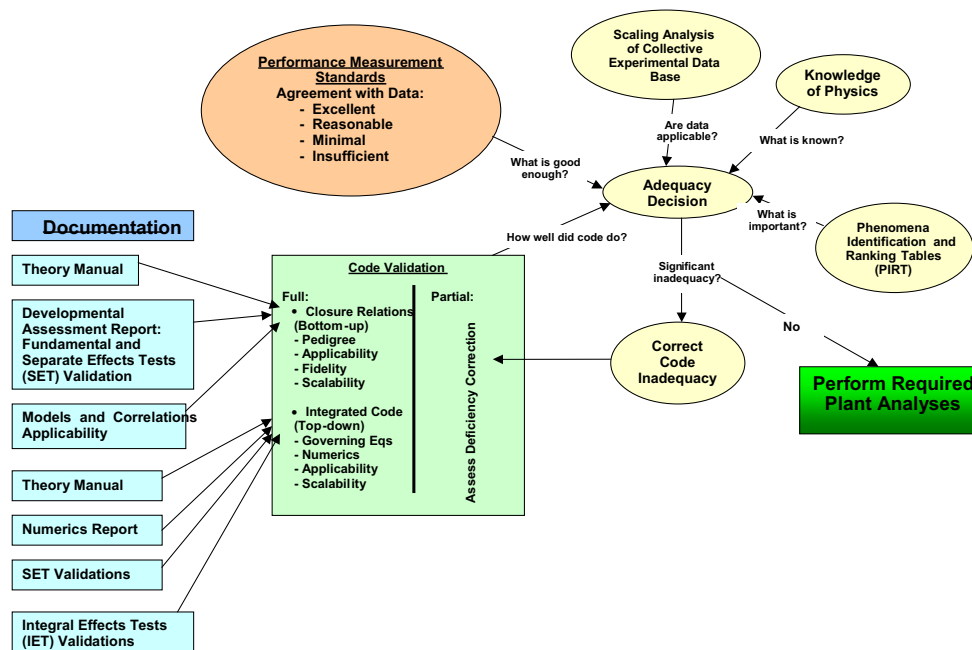 Performance Measurement
Standards
Agreement with Data:
- Excellent
- Reasonable
- Minimal
- Insufficient
Scaling Analysis
of Collective
Experimental Data
Base
Knowledge
of Physics
Are data
applicable?
What is known?
What is good
enough?
Adequacy
Decision
What is
important?
Phenomena
Identification and
Ranking Tables
(PIRT)
How well did code do?
Significant
inadequacy?
No
Correct
Code
Inadequacy
Perform Required
Plant Analyses
Documentation
Theory Manual
Developmental
Assessment Report:
Fundamental and
Separate Effects Tests
(SET) Validation
Models and Correlations
Applicability
Theory Manual
Numerics Report
SET Validations
Integral Effects Tests
(IET) Validations
Code Validation
Full:
• Closure Relations
(Bottom-up)
- Pedigree
- Applicability
- Fidelity
- Scalability
• Integrated Code
(Top-down)
- Governing Eqs
- Numerics
- Applicability
- Scalability
Partial:
Assess Deficiency Correction